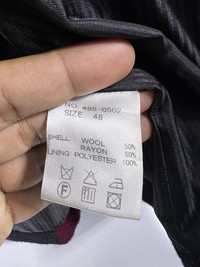 NO. 485-0502
SIZE 48
SHELL WOOL 50%
RAYON 50%
LINING POLYESTER 100%
F